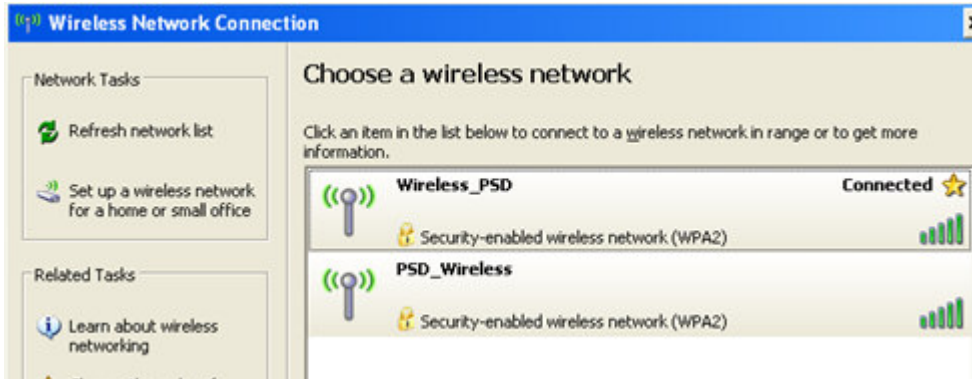 Wireless Network Connection
Network Tasks
Refresh network list
Set up a wireless network
for a home or small office
Related Tasks
Learn about wireless
networking
Choose a wireless network
Click an item in the list below to connect to a wireless network in range or to get more
information.
Wireless_PSD Connected
Security-enabled wireless network (WPA2)
PSD_Wireless
Security-enabled wireless network (WPA2)